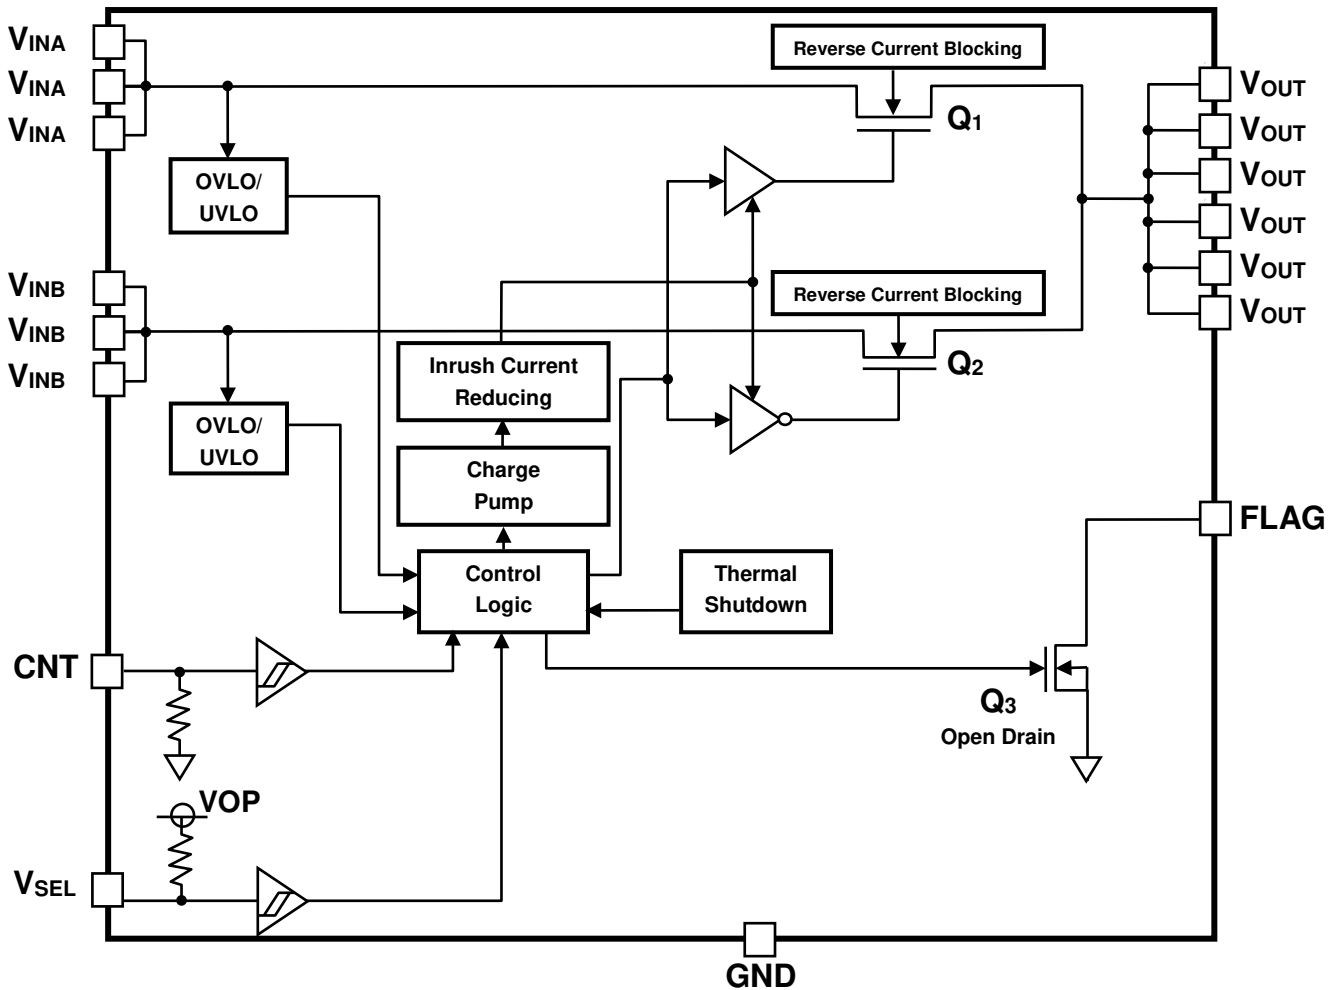 VINA
VINA
VINA
Reverse Current Blocking
Q1
VOUT
VOUT
VOUT
VOUT
VOUT
VOUT
OVLO/
UVLO
VINB
VINB
VINB
Reverse Current Blocking
Q2
Inrush Current
Reducing
OVLO/
UVLO
Charge
Pump
FLAG
Control
Logic
Thermal
Shutdown
CNT
Q3
Open Drain
VOP
VSEL
GND